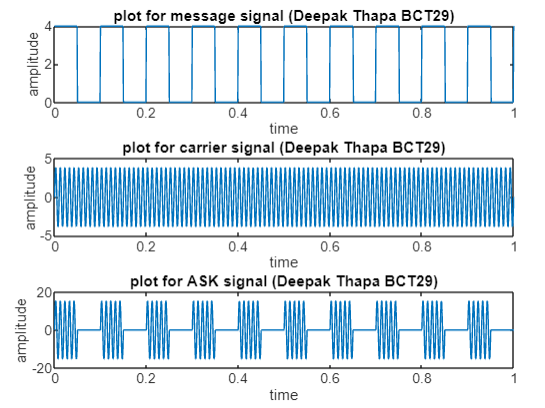 plot for message signal (Deepak Thapa BCT29)
4
2
0
amplitude
0 0.2 0.4 0.6 0.8 1
time
plot for carrier signal (Deepak Thapa BCT29)
5
0
-5
amplitude
0 0.2 0.4 0.6 0.8 1
time
plot for ASK signal (Deepak Thapa BCT29)
20
0
-20
amplitude
0 0.2 0.4 0.6 0.8 1
time